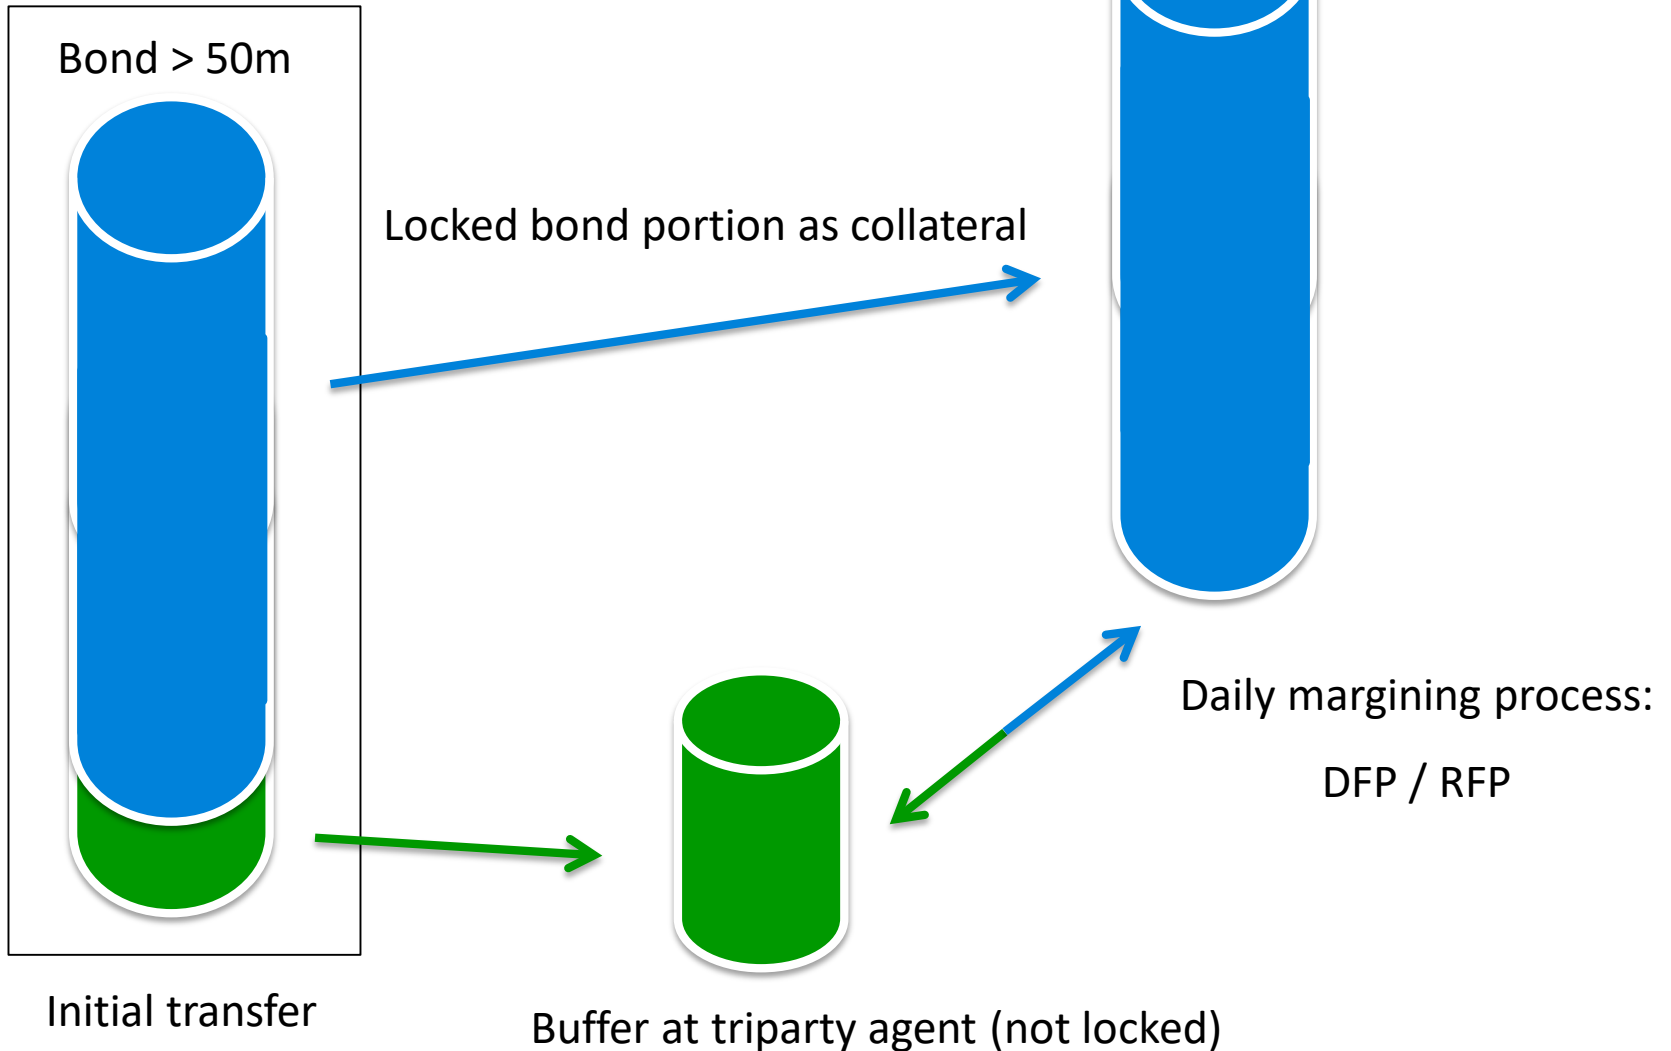 Bond > 50m
Locked bond portion as collateral
Daily margining process:
DFP / RFP
Initial transfer
Buffer at triparty agent (not locked)